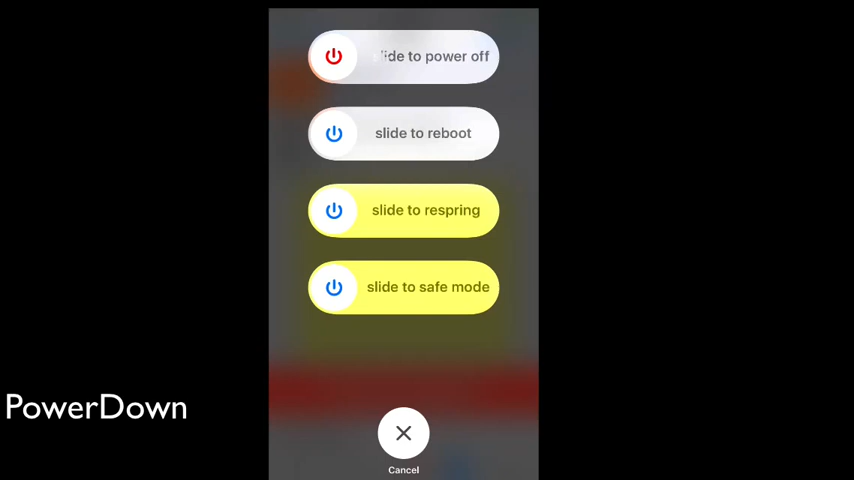 slide to power off
slide to reboot
slide to respring
slide to safe mode
PowerDown
Cancel